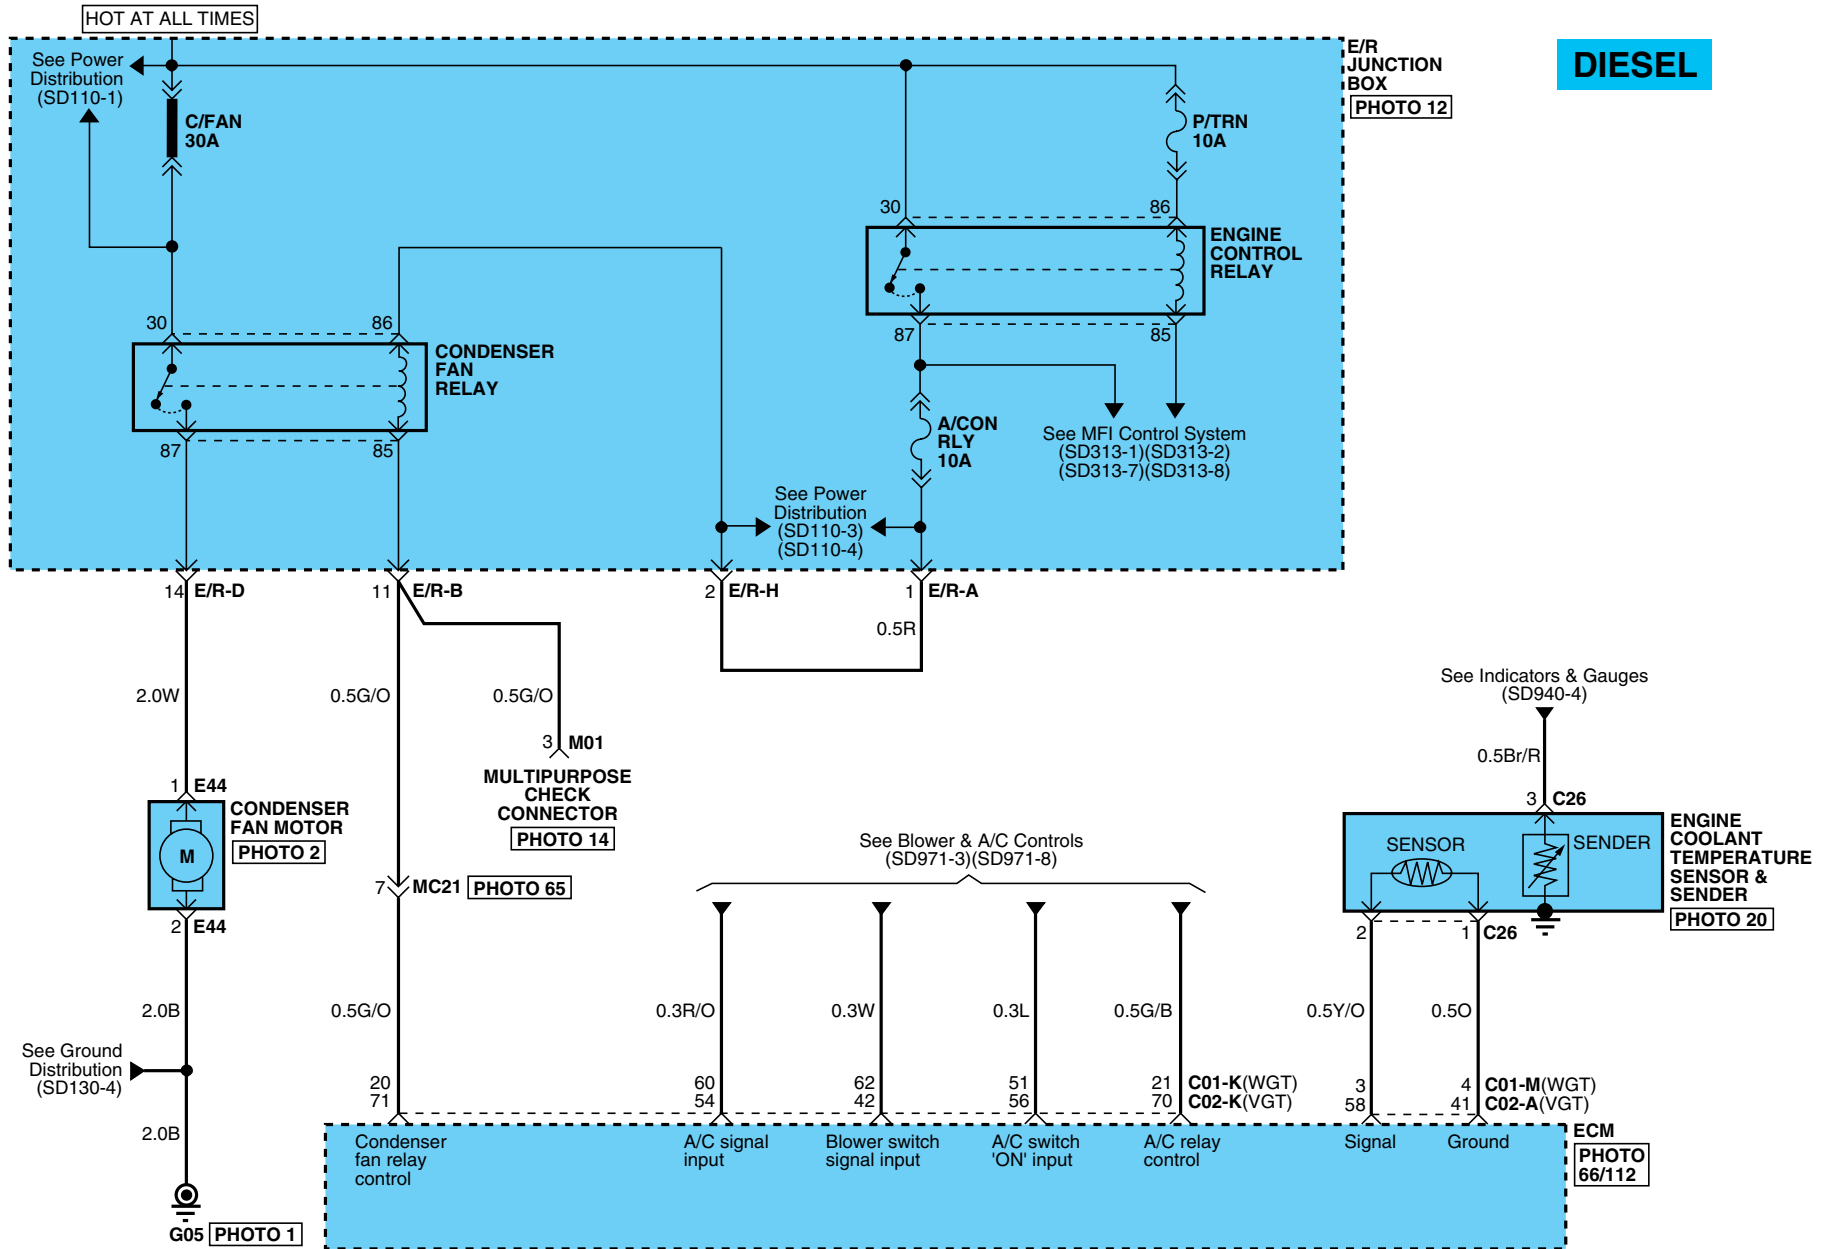 HOT AT ALL TIMES
See Power
Distribution
(SD110-1)
C/FAN
30A
P/TRN
10A
E/R
JUNCTION
BOX
PHOTO 12
DIESEL
30
86
ENGINE
CONTROL
RELAY
87
85
30
86
CONDENSER
FAN
RELAY
87
85
A/CON
RLY
10A
See MFI Control System
(SD313-1)(SD313-2)
(SD313-7)(SD313-8)
See Power
Distribution
(SD110-3)
(SD110-4)
14 E/R-D
11 E/R-B
2 E/R-H
1 E/R-A
0.5R
2.0W
0.5G/O
0.5G/O
See Indicators & Gauges
(SD940-4)
0.5Br/R
3 M01
MULTIPURPOSE
CHECK
CONNECTOR
PHOTO 14
1 E44
CONDENSER
FAN MOTOR
PHOTO 2
M
2 E44
7 MC21 PHOTO 65
See Blower & A/C Controls
(SD971-3)(SD971-8)
3 C26
SENSOR
SENDER
ENGINE
COOLANT
TEMPERATURE
SENSOR &
SENDER
PHOTO 20
2
1 C26
2.0B
0.5G/O
0.3R/O
0.3W
0.3L
0.5G/B
0.5Y/O
0.5O
See Ground
Distribution
(SD130-4)
2.0B
20
71
60
54
62
42
51
56
21 C01-K(WGT)
70 C02-K(VGT)
3
58
4 C01-M(WGT)
41 C02-A(VGT)
Condenser
fan relay
control
A/C signal
input
Blower switch
signal input
A/C switch
'ON' input
A/C relay
control
Signal
Ground
ECM
PHOTO
66/112
G05 PHOTO 1